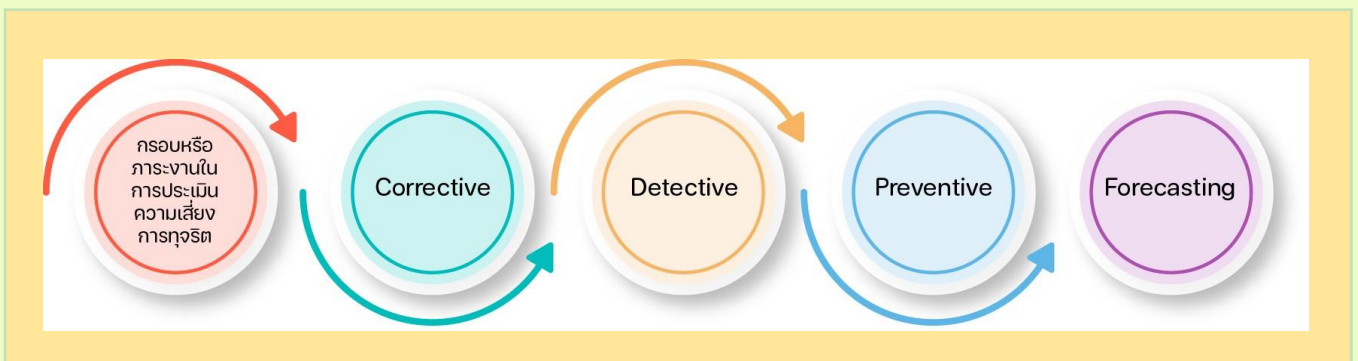 กรอบหรือ
ภาระงานใน
การประเมิน
ความเสี่ยง
การทุจริต
Corrective
Detective
Preventive
Forecasting